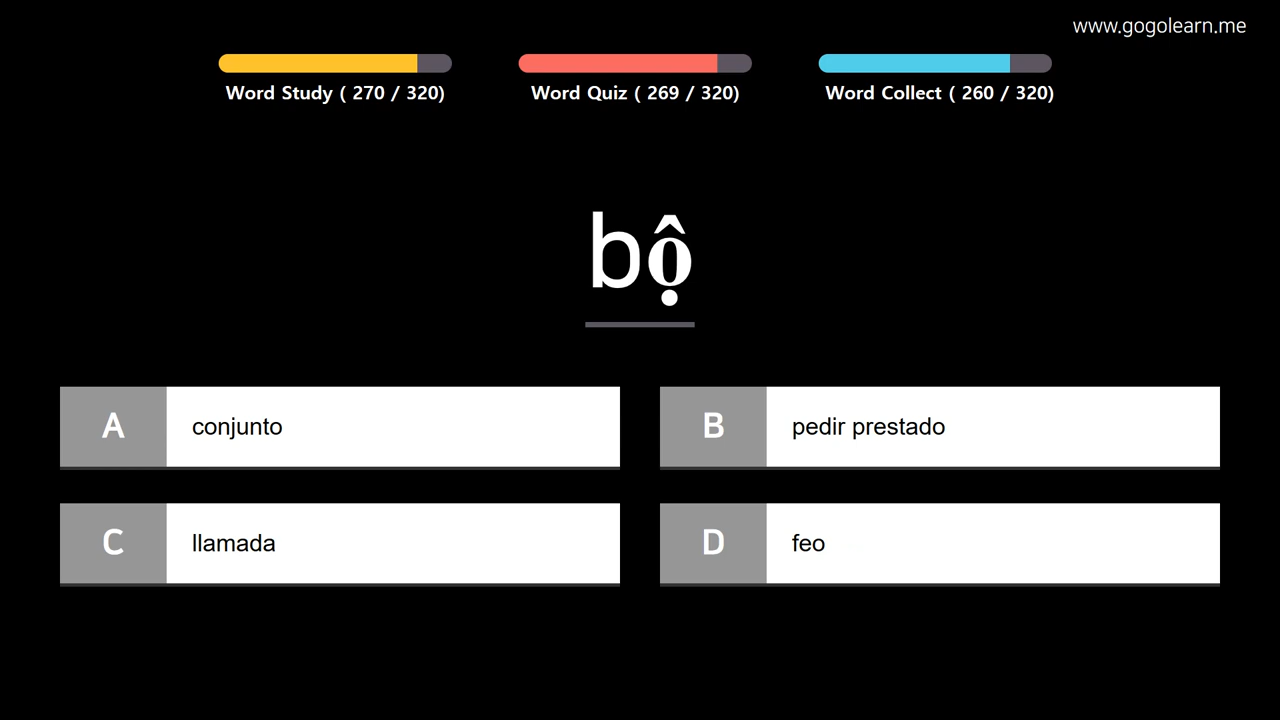 www.gogolearn.me
Word Study ( 270 / 320)
Word Quiz ( 269 / 320)
Word Collect ( 260 / 320)
bộ
A conjunto
B pedir prestado
C llamada
D feo